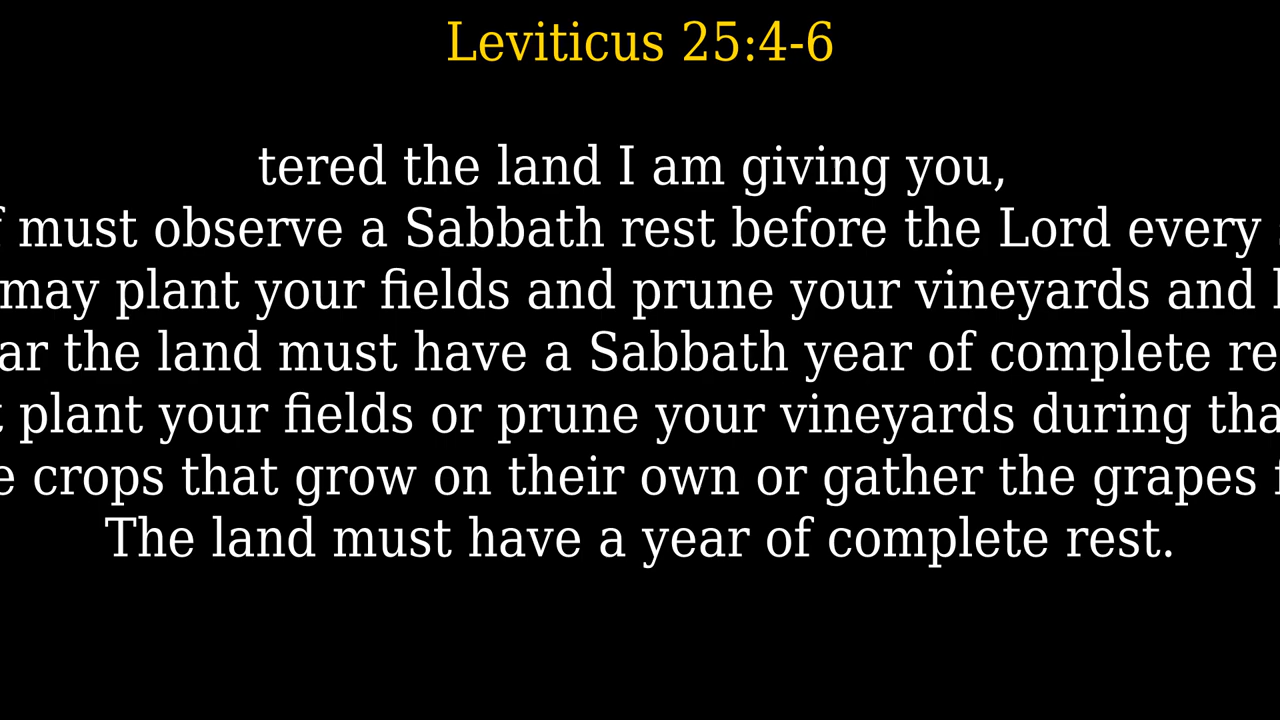 Leviticus 25:4-6
tered the land I am giving you,
must observe a Sabbath rest before the Lord every
may plant your fields and prune your vineyards and
ar the land must have a Sabbath year of complete re
plant your fields or prune your vineyards during tha
e crops that grow on their own or gather the grapes
The land must have a year of complete rest.